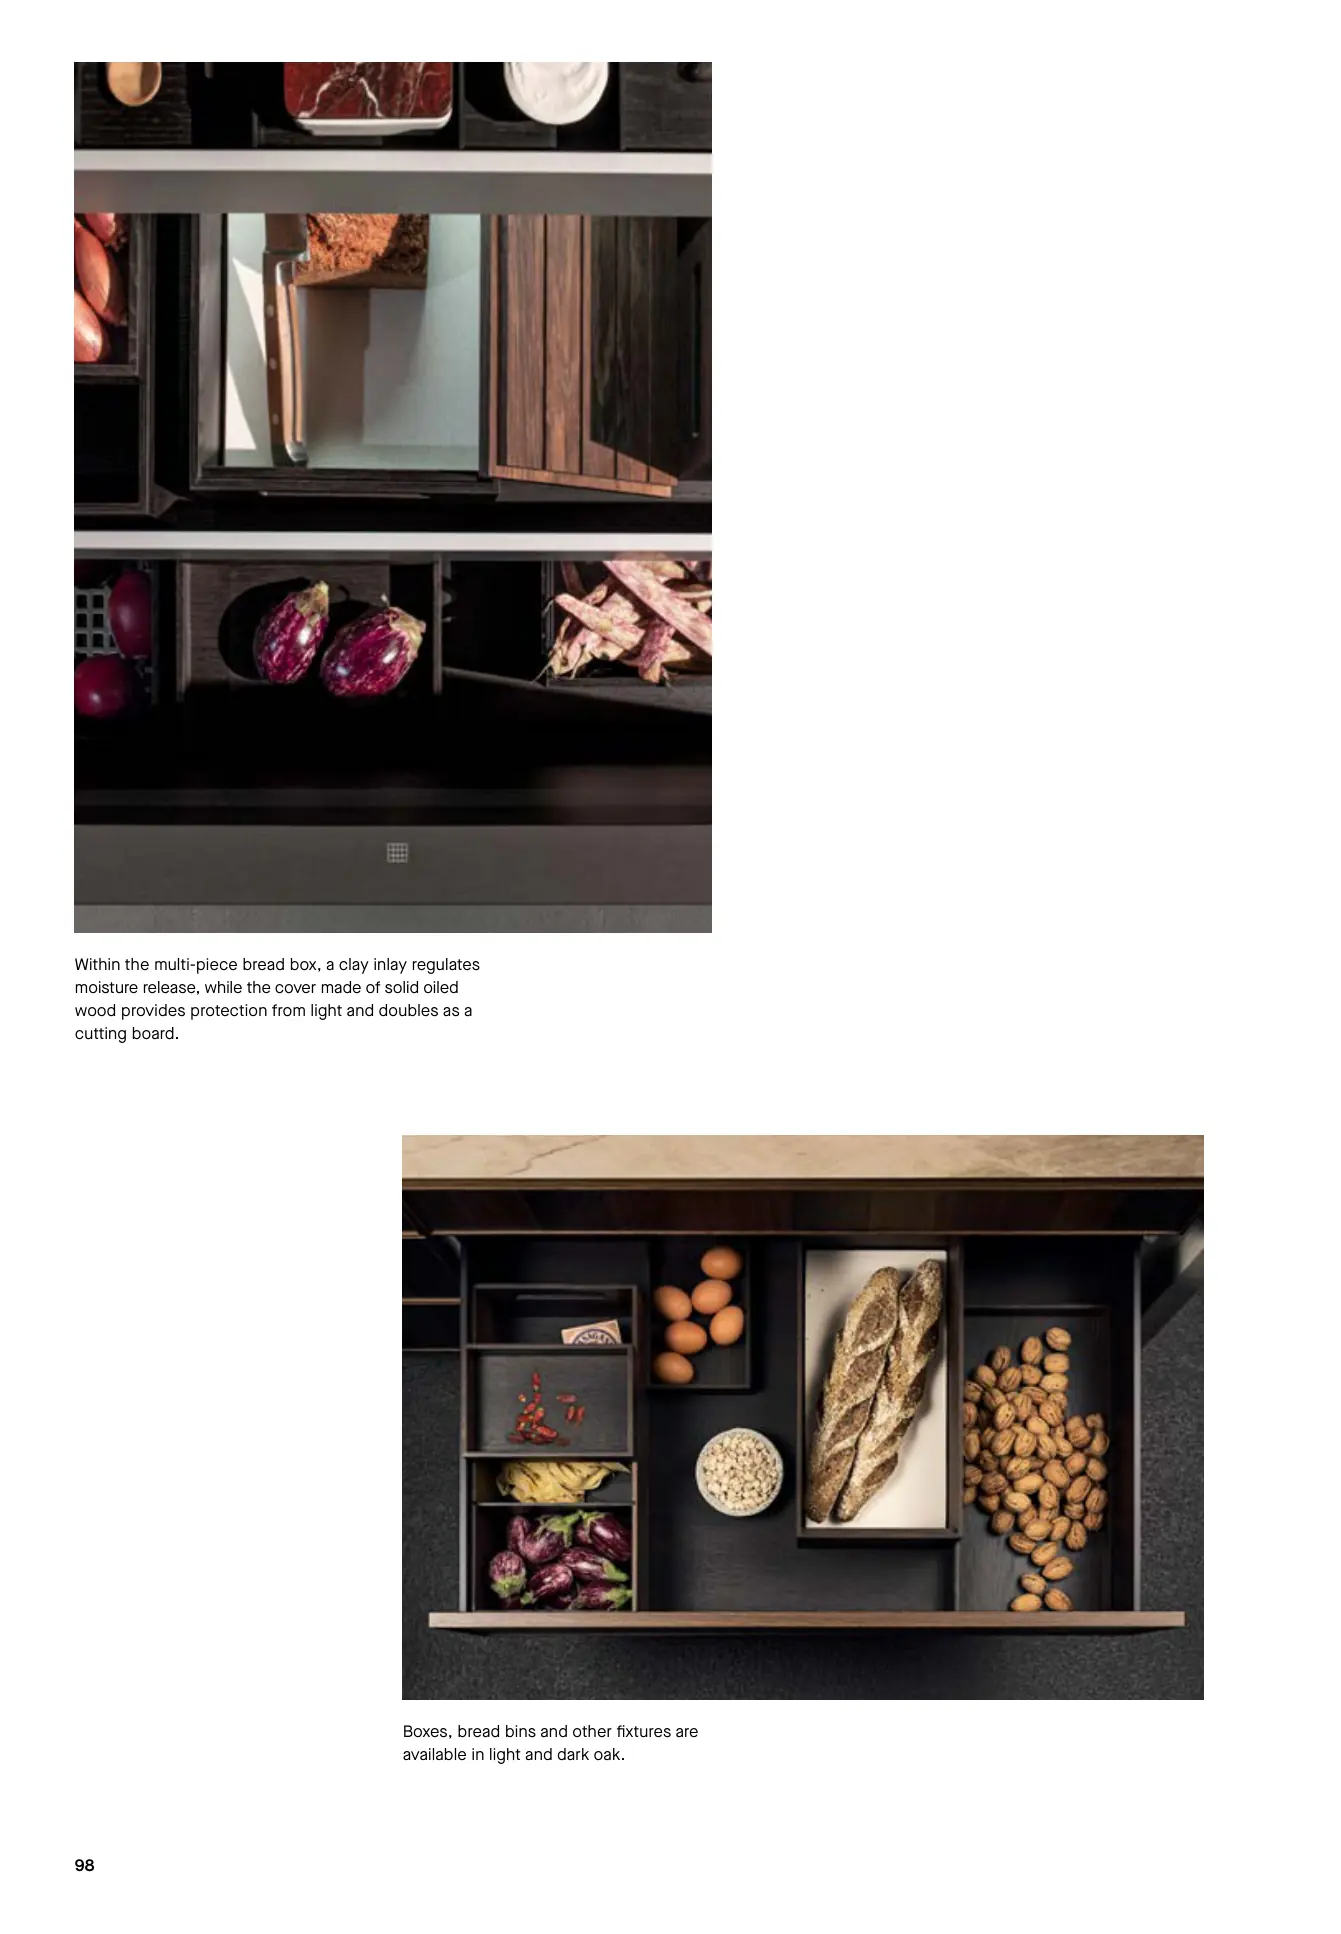 Within the multi-piece bread box, a clay inlay regulates
moisture release, while the cover made of solid oiled
wood provides protection from light and doubles as a
cutting board.
Boxes, bread bins and other fixtures are
available in light and dark oak.
98